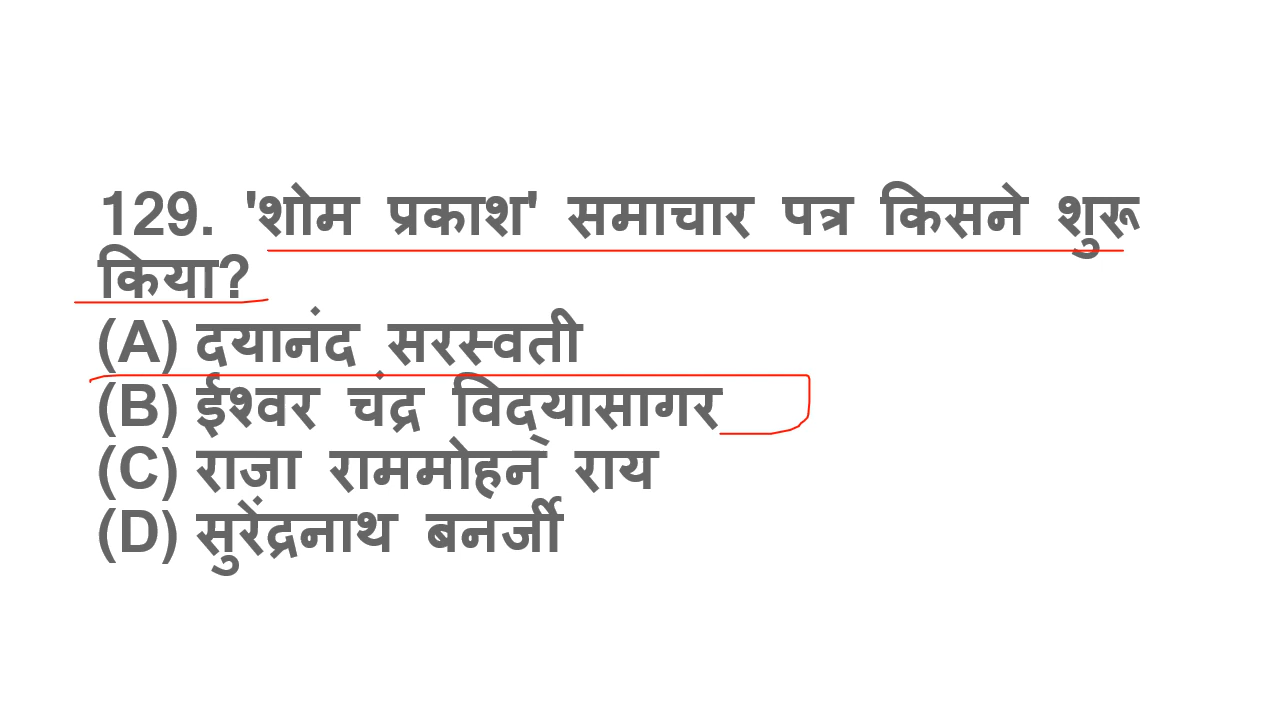 129. 'शोम प्रकाश' समाचार पत्र किसने शुरू
किया?
(A) दयानंद सरस्वती
(B) ईश्वर चंद्र विद्यासागर
(C) राजा राममोहन राय
(D) सुरेंद्रनाथ बनर्जी